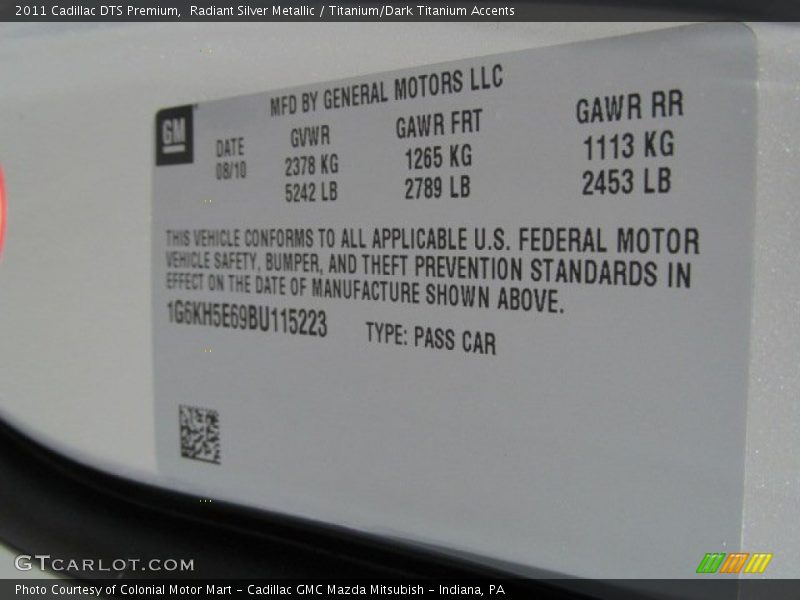 2011 Cadillac DTS Premium,  Radiant Silver Metallic / Titanium/Dark Titanium Accents
MFD BY GENERAL MOTORS LLC
GM
DATE GVWR GAWR FRT GAWR RR
08/10 2378 KG 1265 KG 1113 KG
5242 LB 2789 LB 2453 LB
THIS VEHICLE CONFORMS TO ALL APPLICABLE U.S. FEDERAL MOTOR
VEHICLE SAFETY, BUMPER, AND THEFT PREVENTION STANDARDS IN
EFFECT ON THE DATE OF MANUFACTURE SHOWN ABOVE.
1G6KH5E69BU115223 TYPE: PASS CAR
GTCARLOT.COM
Photo Courtesy of Colonial Motor Mart - Cadillac GMC Mazda Mitsubish - Indiana, PA